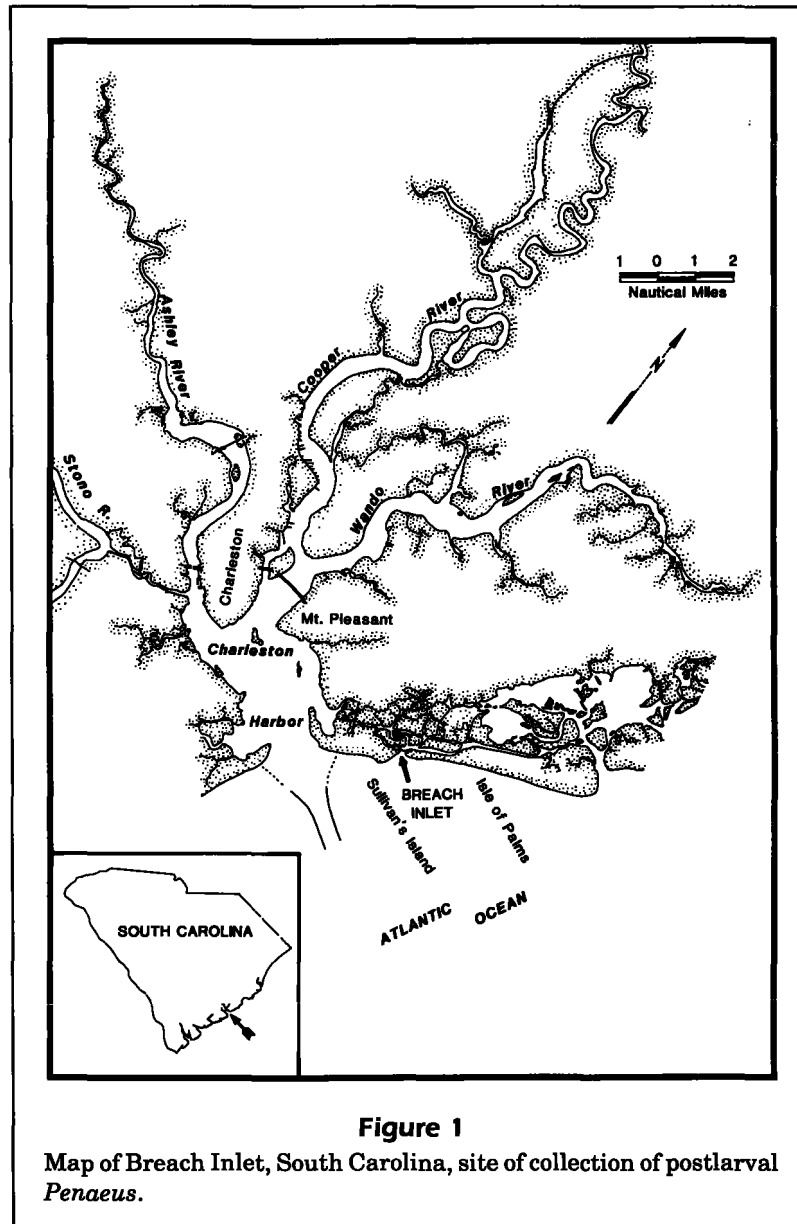 1 0 1 2
Nautical Miles
N
Ashley River
Cooper River
Stono R
Wando River
Charleston
Mt. Pleasant
Charleston
Harbor
BREACH
INLET
Sullivan's Island
Isle of Palms
ATLANTIC OCEAN
SOUTH CAROLINA
Figure 1
Map of Breach Inlet, South Carolina, site of collection of postlarval
Penaeus.